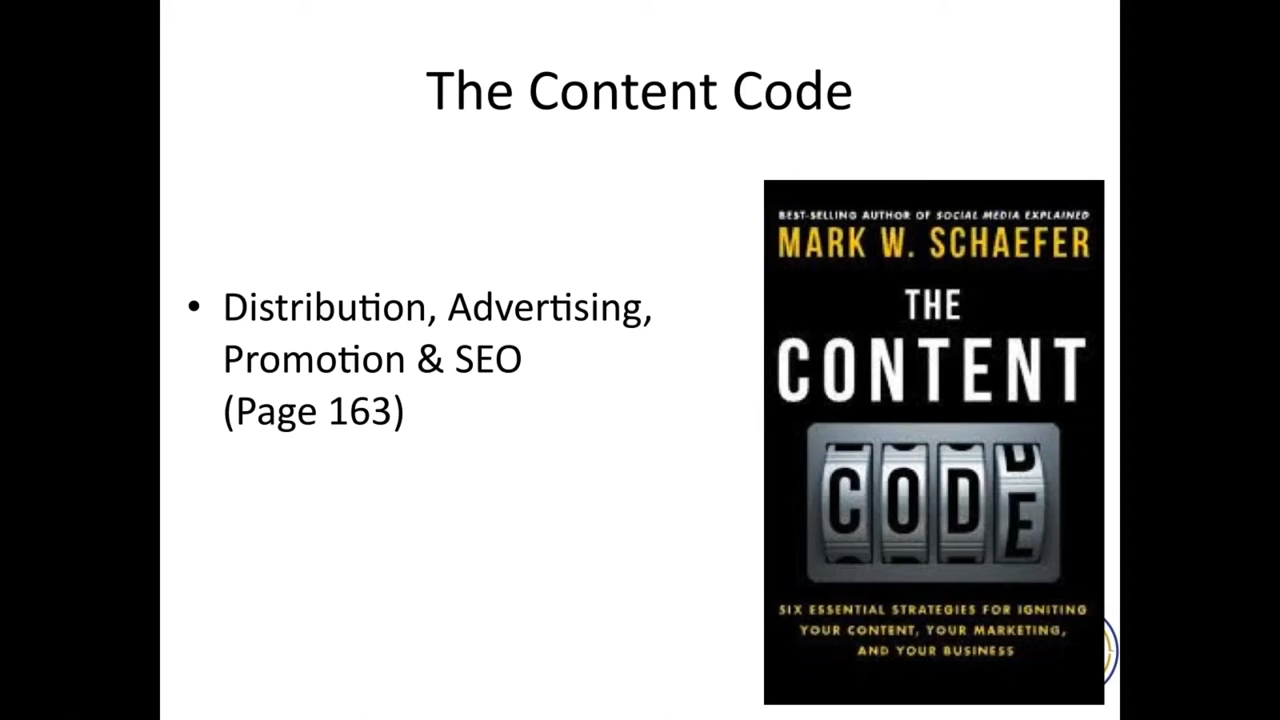 The Content Code
• Distribution, Advertising,
Promotion & SEO
(Page 163)
BEST-SELLING AUTHOR OF SOCIAL MEDIA EXPLAINED
MARK W. SCHAEFER
THE
CONTENT
CODE
SIX ESSENTIAL STRATEGIES FOR IGNITING
YOUR CONTENT, YOUR MARKETING,
AND YOUR BUSINESS